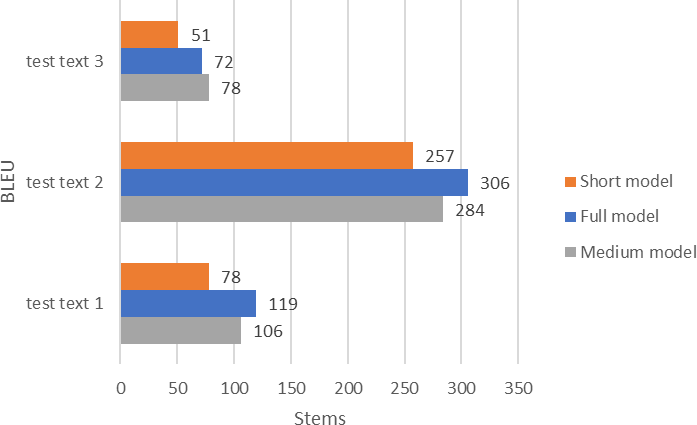 test text 3
51
72
78
test text 2
257
306
284
test text 1
78
119
106
0 50 100 150 200 250 300 350
Stems
BLEU
Short model
Full model
Medium model